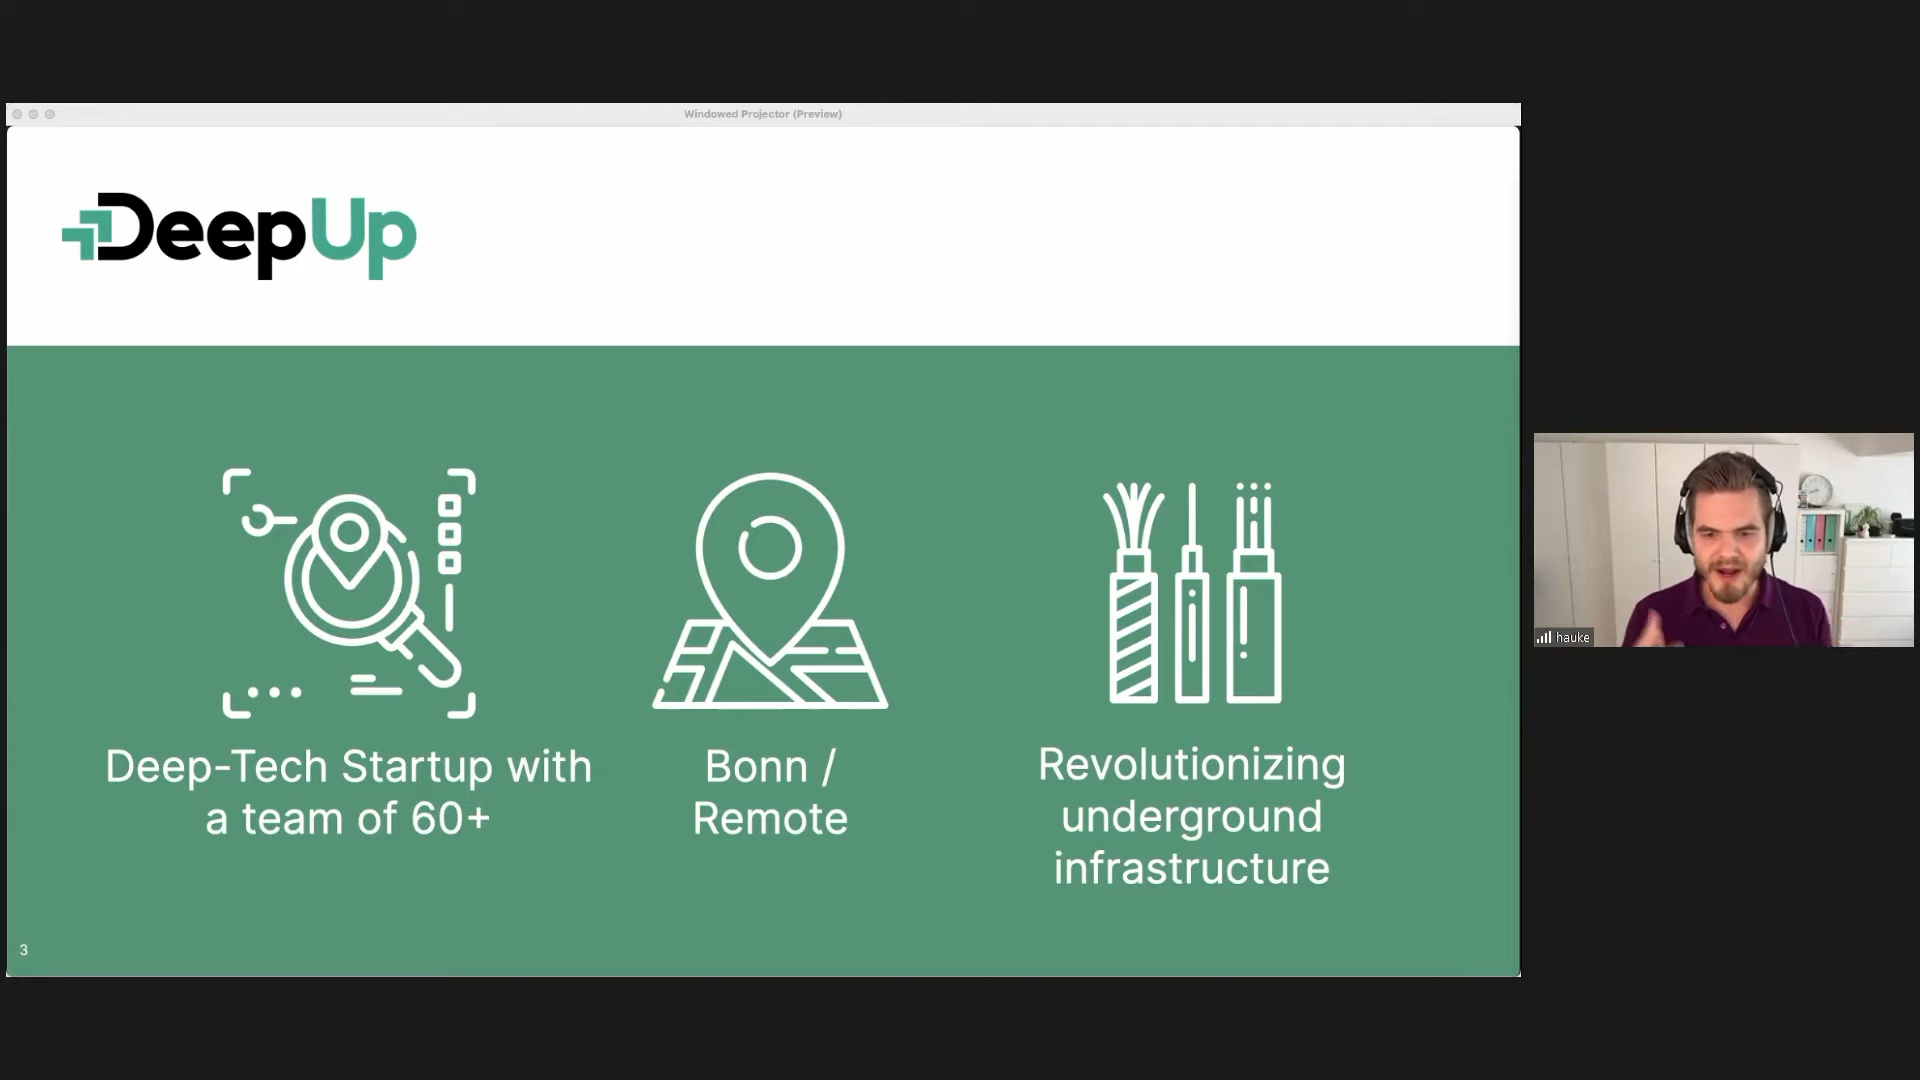 Windowed Projector (Preview)
DeepUp
Deep-Tech Startup with
a team of 60+
Bonn /
Remote
Revolutionizing
underground
infrastructure
3
hauke